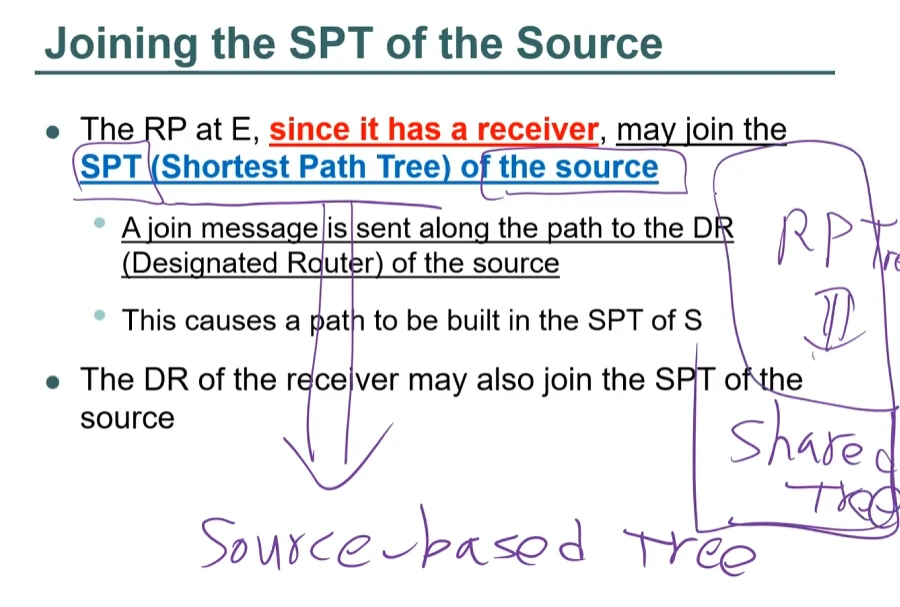 Joining the SPT of the Source
The RP at E, since it has a receiver, may join the
SPT (Shortest Path Tree) of the source
A join message is sent along the path to the DR
(Designated Router) of the source
This causes a path to be built in the SPT of S
The DR of the receiver may also join the SPT of the
source
RP Tre
Shared
Tree
Source-based Tree